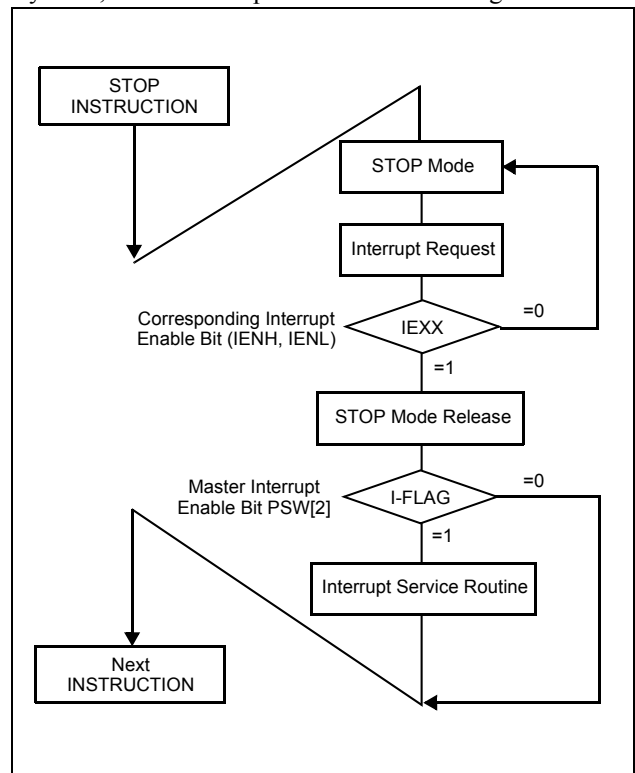 STOP
INSTRUCTION
STOP Mode
Interrupt Request
Corresponding Interrupt
Enable Bit (IENH, IENL)
IEXX
=0
=1
STOP Mode Release
Master Interrupt
Enable Bit PSW[2]
I-FLAG
=0
=1
Interrupt Service Routine
Next
INSTRUCTION